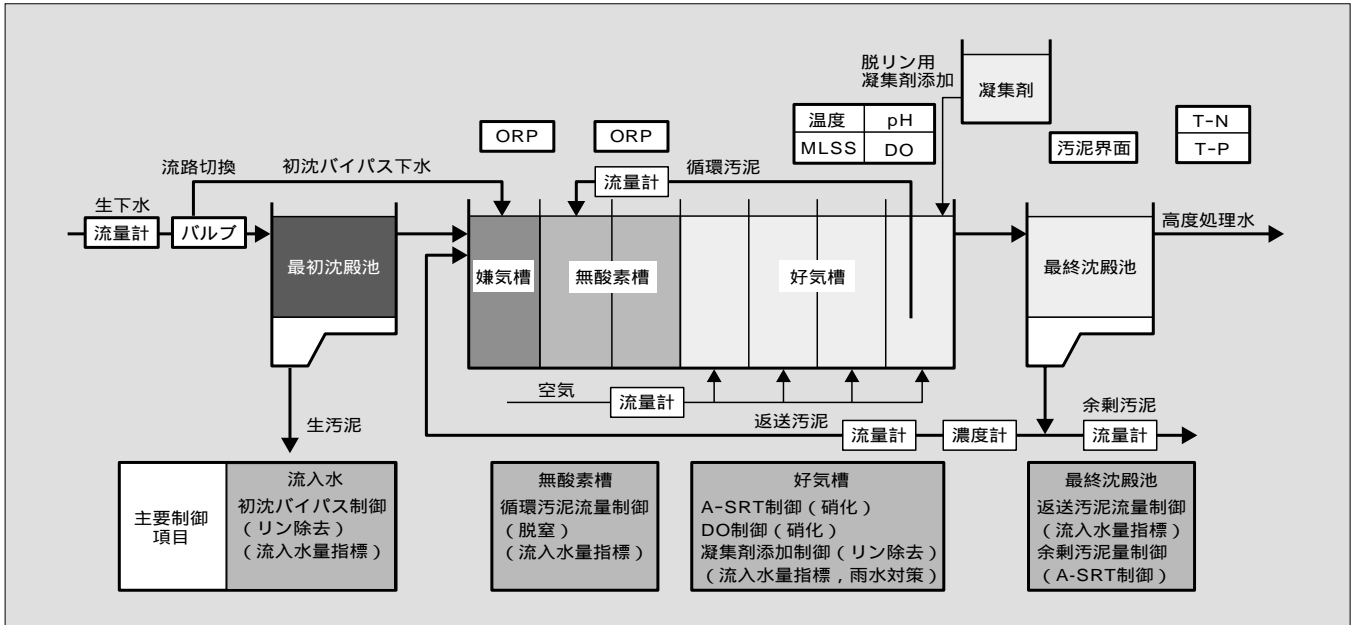 脱リン用
凝集剤添加
凝集剤
温度
pH
MLSS
DO
ORP
ORP
汚泥界面
T-N
T-P
流路切換
初沈バイパス下水
循環汚泥
流量計
生下水
流量計
バルブ
高度処理水
最初沈殿池
嫌気槽
無酸素槽
好気槽
最終沈殿池
空気
流量計
生汚泥
返送汚泥
流量計
濃度計
余剰汚泥
流量計
主要制御
項目
流入水
初沈バイパス制御
（リン除去）
（流入水量指標）
無酸素槽
循環汚泥流量制御
（脱窒）
（流入水量指標）
好気槽
A-SRT制御（硝化）
DO制御（硝化）
凝集剤添加制御（リン除去）
（流入水量指標，雨水対策）
最終沈殿池
返送汚泥流量制御
（流入水量指標）
余剰汚泥量制御
（A-SRT制御）